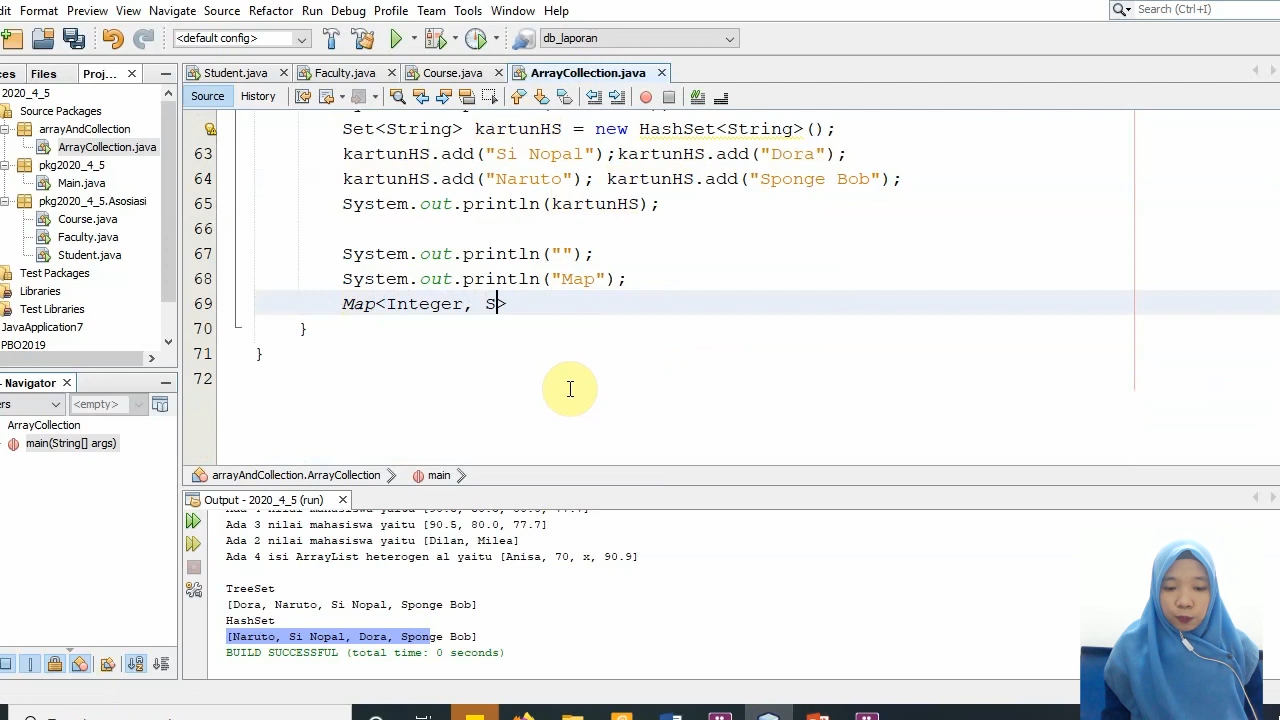 dit Format Preview View Navigate Source Refactor Run Debug Profile Team Tools Window Help
Search (Ctrl+I)
<default config>
db_laporan
ces Files Proj...
Student.java Faculty.java Course.java ArrayCollection.java
Source History
2020_4_5
Source Packages
arrayAndCollection
ArrayCollection.java
pkg2020_4_5
Main.java
pkg2020_4_5.Asosiasi
Course.java
Faculty.java
Student.java
Test Packages
Libraries
Test Libraries
JavaApplication7
PBO2019
Set<String> kartunHS = new HashSet<String>();
63 kartunHS.add("Si Nopal");kartunHS.add("Dora");
64 kartunHS.add("Naruto"); kartunHS.add("Sponge Bob");
65 System.out.println(kartunHS);
66
67 System.out.println("");
68 System.out.println("Map");
69 Map<Integer, S>
70 }
71 }
72
Navigator
ers <empty>
ArrayCollection
main(String[] args)
arrayAndCollection.ArrayCollection main
Output - 2020_4_5 (run)
Ada 3 nilai mahasiswa yaitu [90.5, 80.0, 77.7]
Ada 2 nilai mahasiswa yaitu [Dilan, Milea]
Ada 4 isi ArrayList heterogen al yaitu [Anisa, 70, x, 90.9]
TreeSet
[Dora, Naruto, Si Nopal, Sponge Bob]
HashSet
[Naruto, Si Nopal, Dora, Sponge Bob]
BUILD SUCCESSFUL (total time: 0 seconds)